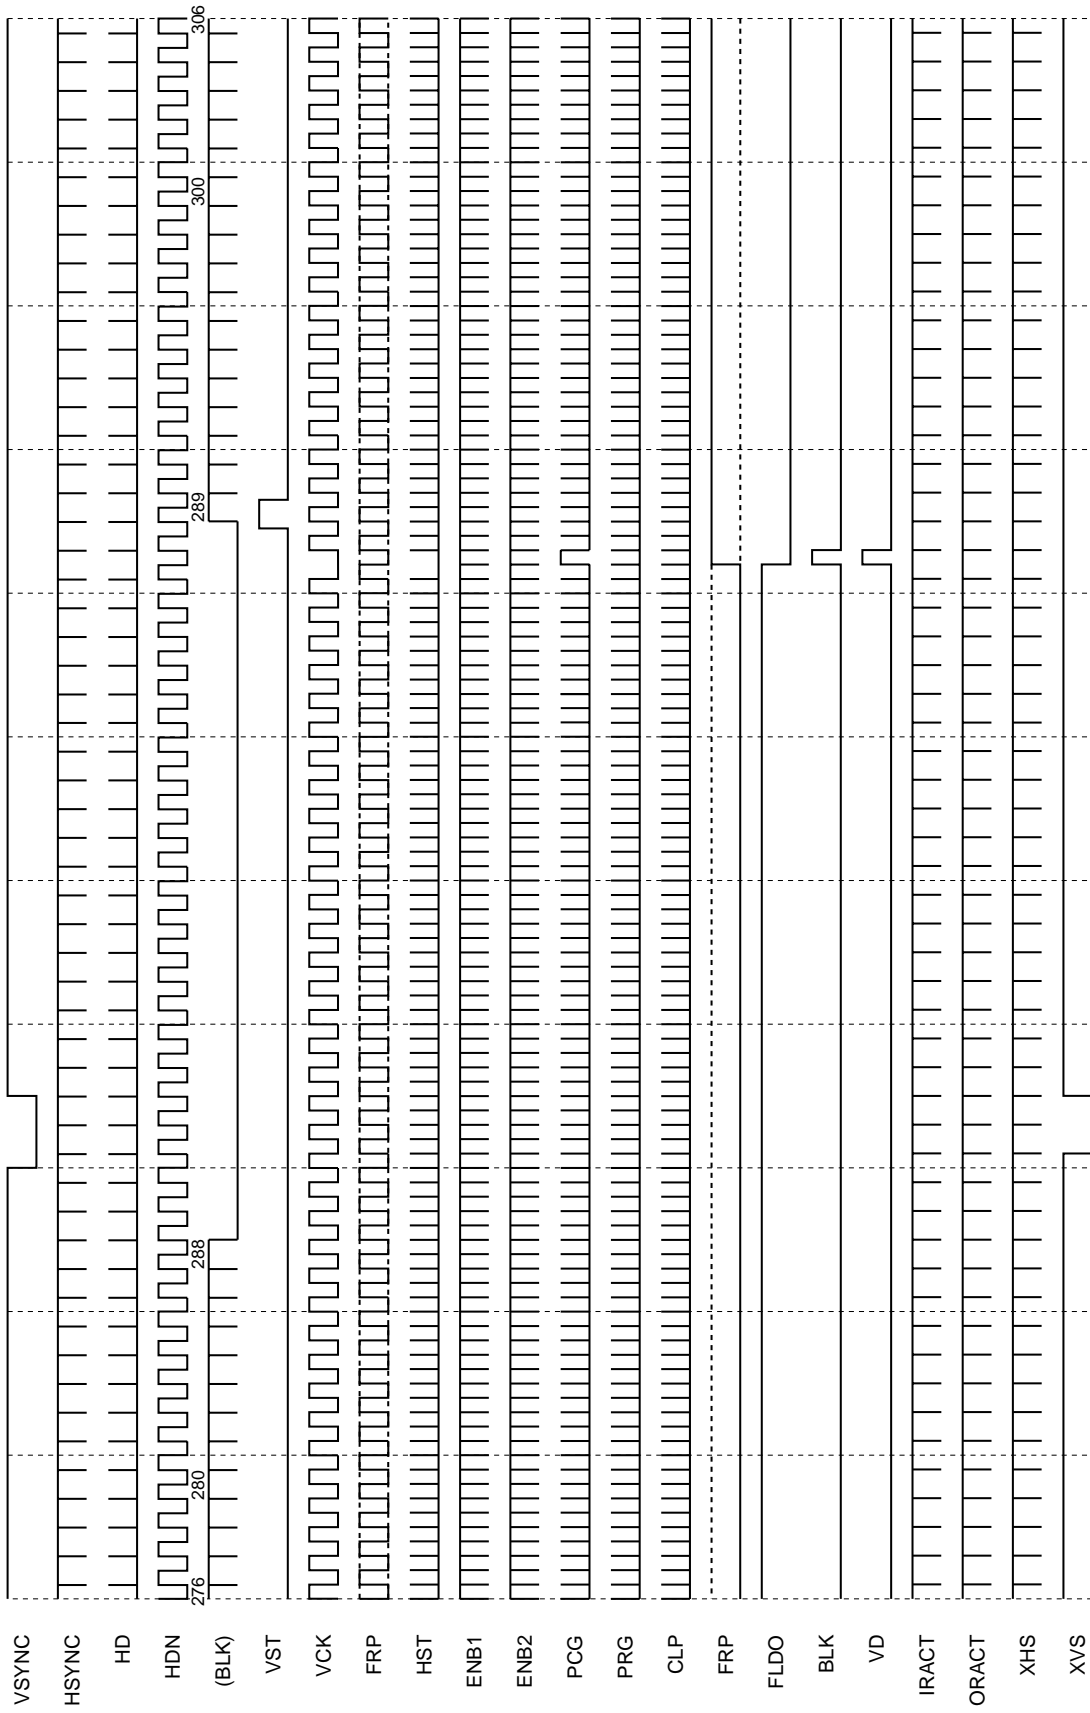 VSYNC
HSYNC
HD
HDN
276
280
288
289
300
306
(BLK)
VST
VCK
FRP
HST
ENB1
ENB2
PCG
PRG
CLP
FRP
FLDO
BLK
VD
IRACT
ORACT
XHS
XVS